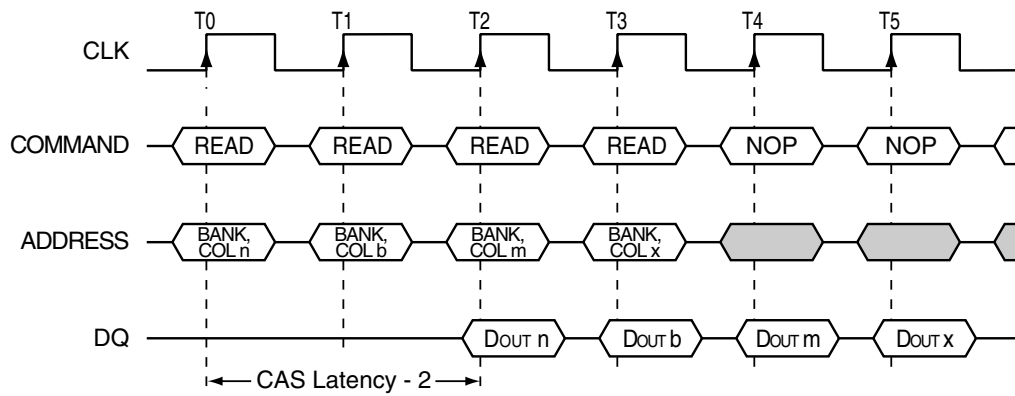 T0 T1 T2 T3 T4 T5
CLK
COMMAND READ READ READ READ NOP NOP
ADDRESS BANK, COL n BANK, COL b BANK, COL m BANK, COL x
DQ DOUT n DOUT b DOUT m DOUT x
CAS Latency - 2